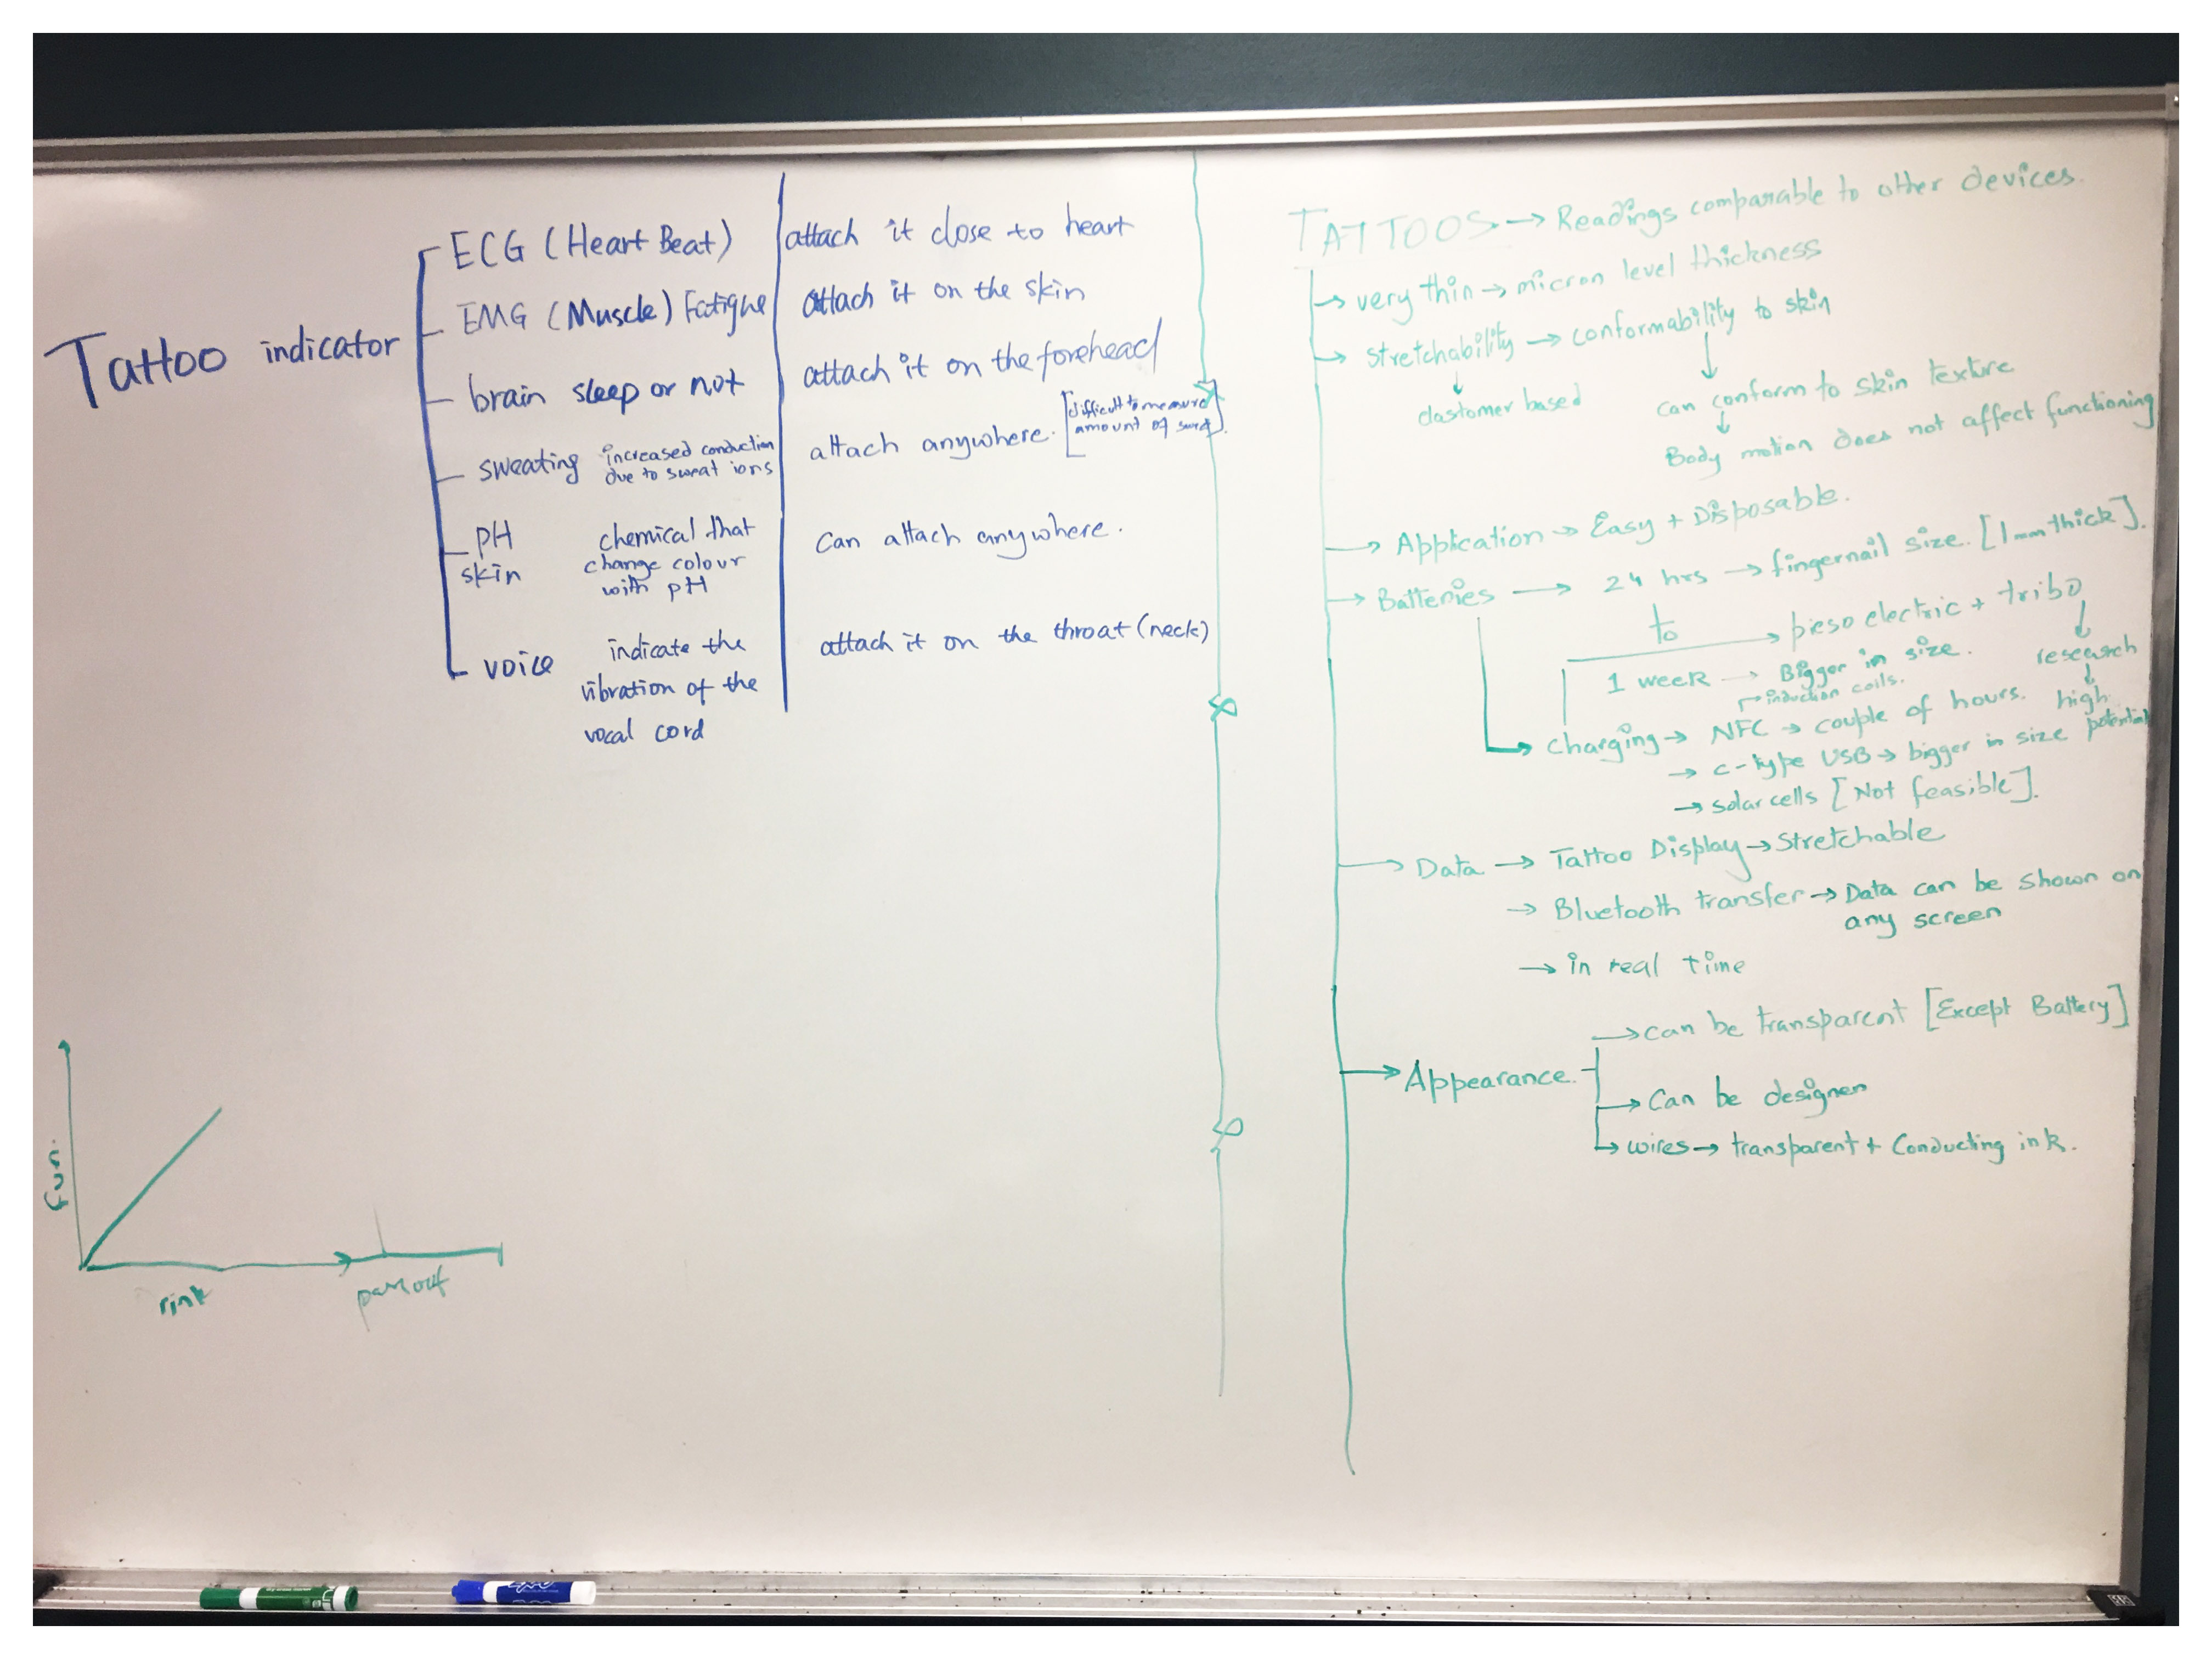 Tattoo indicator
ECG (Heart Beat) attach it close to heart
EMG (Muscle) Fatigue attach it on the skin
brain sleep or not attach it on the forehead
sweating increased conduction
due to sweat ions
attach anywhere. [difficult to measure
amount of sweat].
pH
skin
chemical that
change colour
with pH
can attach anywhere.
voice
indicate the
vibration of the
vocal cord
attach it on the throat (neck)
fun.
TATTOOS → Readings comparable to other devices.
→ very thin → micron level thickness
→ stretchability → conformability to skin
elastomer based
can conform to skin texture
Body motion does not affect functioning
→ Application → Easy + Disposable.
→ Batteries → 24 hrs → fingernail size. [1mm thick].
to
→ pieso electric + tribo
research
high
potential
1 week → Bigger in size.
induction coils.
charging → NFC → couple of hours.
→ c-type USB → bigger in size
→ solar cells [Not feasible].
→ Data → Tattoo Display → Stretchable
→ Bluetooth transfer → Data can be shown on
any screen
→ in real time
→ Appearance.
→ can be transparent [Except Battery]
→ Can be designer
→ wires → transparent + Conducting ink.